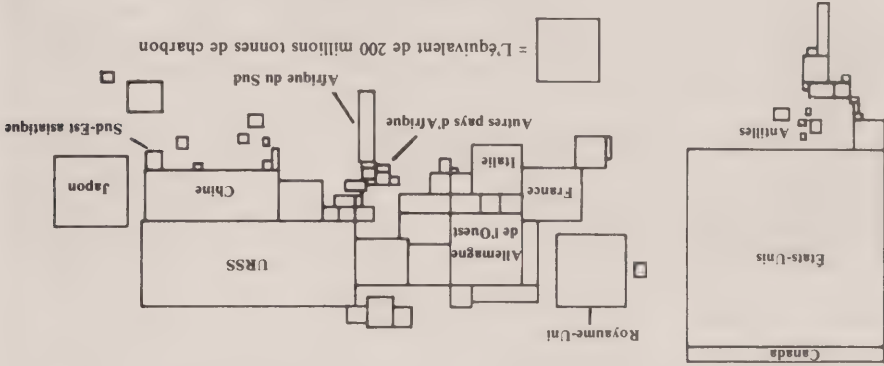 Canada
Royaume-Uni
États-Unis
Allemagne
de l'Ouest
URSS
France
Chine
Japon
Italie
Antilles
Autres pays d'Afrique
Sud-Est asiatique
Afrique du Sud
= L'équivalent de 200 millions tonnes de charbon